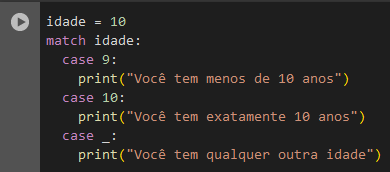 idade = 10
match idade:
  case 9:
    print("Você tem menos de 10 anos")
  case 10:
    print("Você tem exatamente 10 anos")
  case _:
    print("Você tem qualquer outra idade")